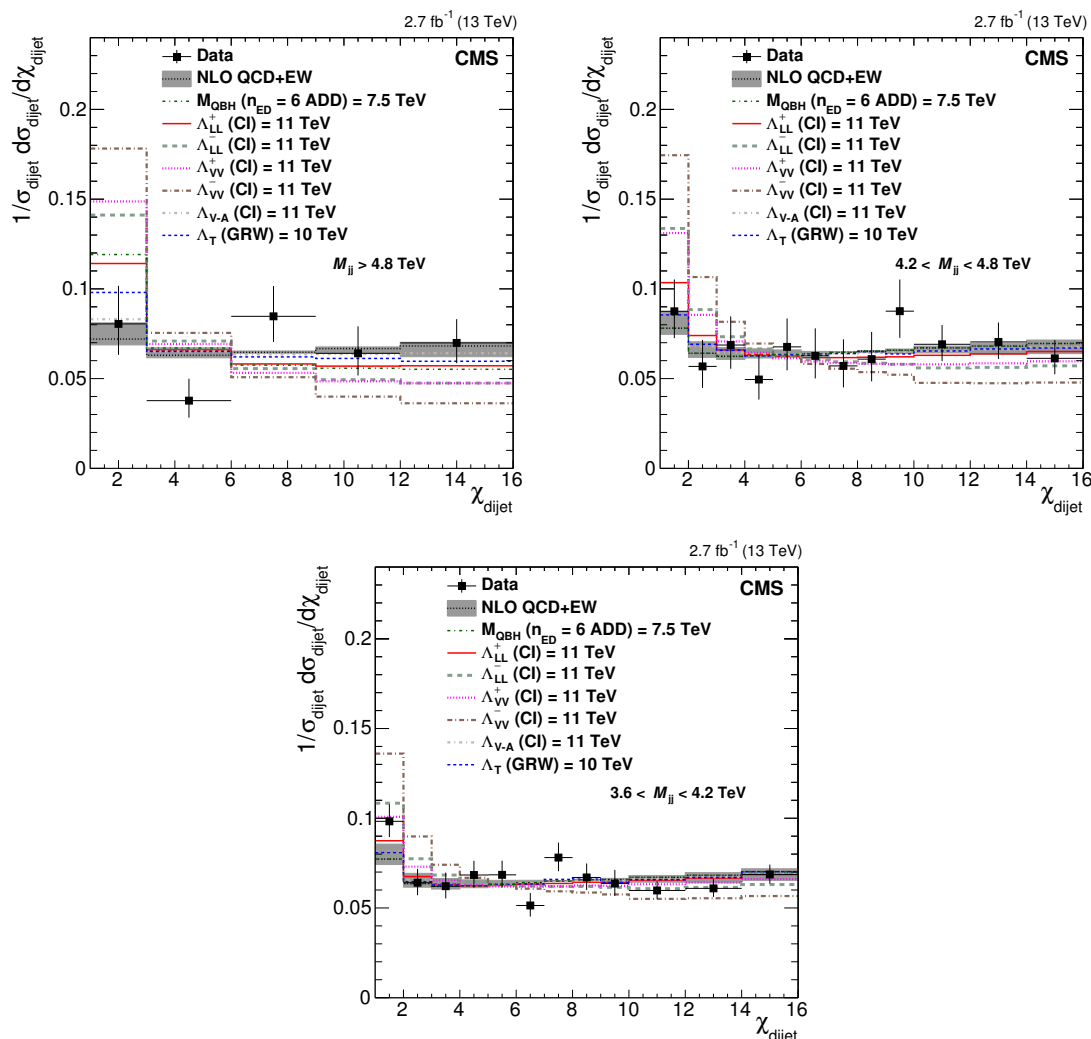 2.7 fb⁻¹ (13 TeV)
CMS
Data
NLO QCD+EW
M_QBH (n_ED = 6 ADD) = 7.5 TeV
Λ⁺_LL (CI) = 11 TeV
Λ⁻_LL (CI) = 11 TeV
Λ⁺_VV (CI) = 11 TeV
Λ⁻_VV (CI) = 11 TeV
Λ_V-A (CI) = 11 TeV
Λ_T (GRW) = 10 TeV
M_jj > 4.8 TeV
1/σ_dijet dσ_dijet/dχ_dijet
0.2
0.15
0.1
0.05
0
2 4 6 8 10 12 14 16
χ_dijet
2.7 fb⁻¹ (13 TeV)
CMS
Data
NLO QCD+EW
M_QBH (n_ED = 6 ADD) = 7.5 TeV
Λ⁺_LL (CI) = 11 TeV
Λ⁻_LL (CI) = 11 TeV
Λ⁺_VV (CI) = 11 TeV
Λ⁻_VV (CI) = 11 TeV
Λ_V-A (CI) = 11 TeV
Λ_T (GRW) = 10 TeV
4.2 < M_jj < 4.8 TeV
1/σ_dijet dσ_dijet/dχ_dijet
0.2
0.15
0.1
0.05
0
2 4 6 8 10 12 14 16
χ_dijet
2.7 fb⁻¹ (13 TeV)
CMS
Data
NLO QCD+EW
M_QBH (n_ED = 6 ADD) = 7.5 TeV
Λ⁺_LL (CI) = 11 TeV
Λ⁻_LL (CI) = 11 TeV
Λ⁺_VV (CI) = 11 TeV
Λ⁻_VV (CI) = 11 TeV
Λ_V-A (CI) = 11 TeV
Λ_T (GRW) = 10 TeV
3.6 < M_jj < 4.2 TeV
1/σ_dijet dσ_dijet/dχ_dijet
0.2
0.15
0.1
0.05
0
2 4 6 8 10 12 14 16
χ_dijet